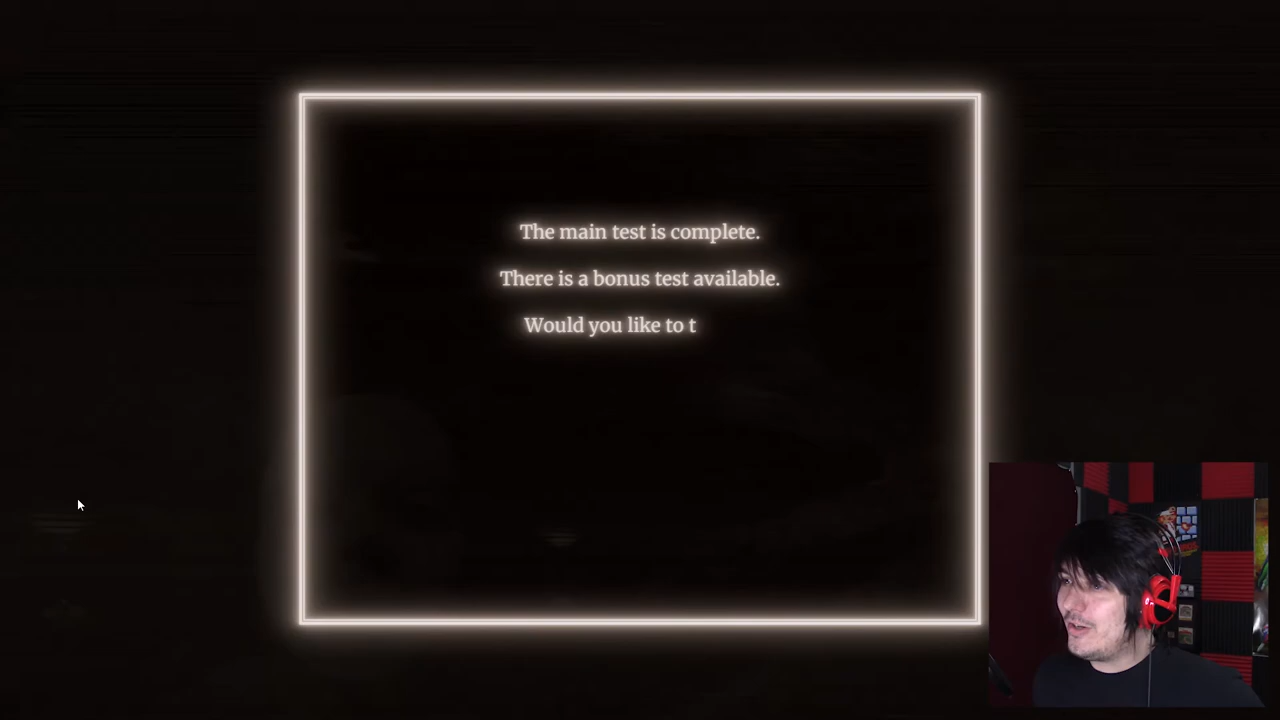 The main test is complete.
There is a bonus test available.
Would you like to t